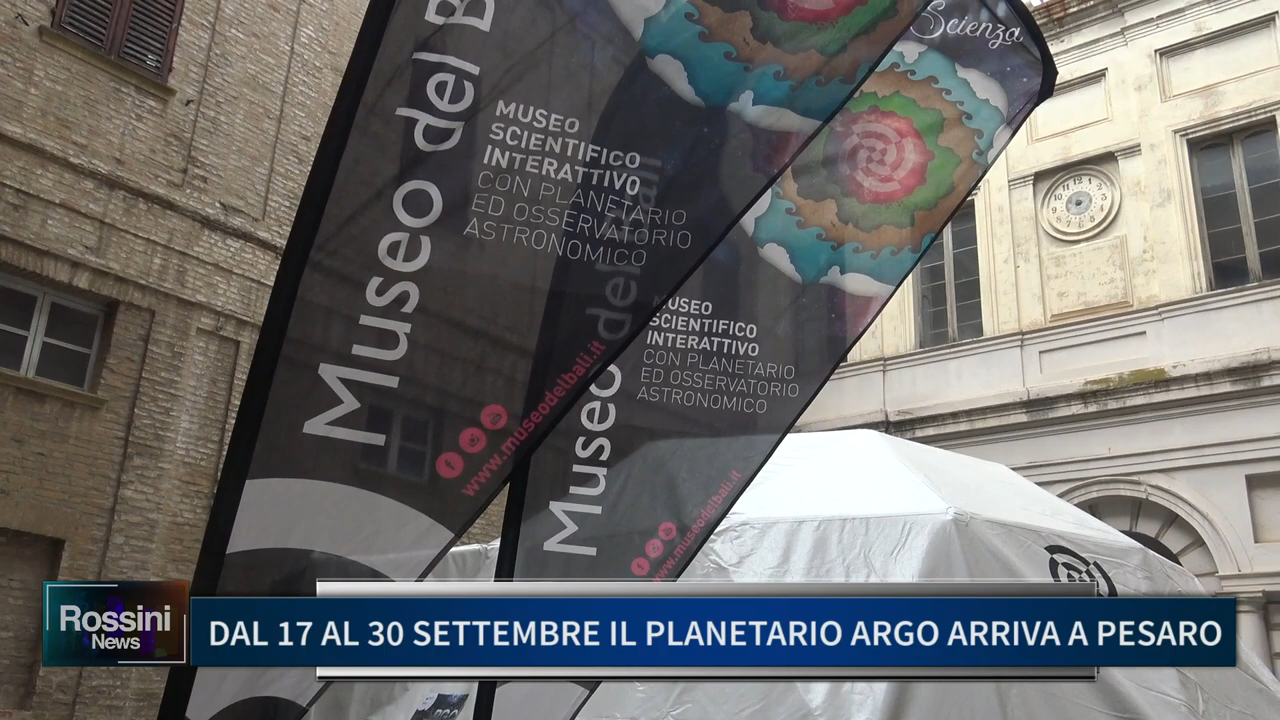 Scienza
Museo del B
MUSEO
SCIENTIFICO
INTERATTIVO
CON PLANETARIO
ED OSSERVATORIO
ASTRONOMICO
www.museodelbali.it
Museo del Balì
MUSEO
SCIENTIFICO
INTERATTIVO
CON PLANETARIO
ED OSSERVATORIO
ASTRONOMICO
www.museodelbali.it
Rossini
News
DAL 17 AL 30 SETTEMBRE IL PLANETARIO ARGO ARRIVA A PESARO